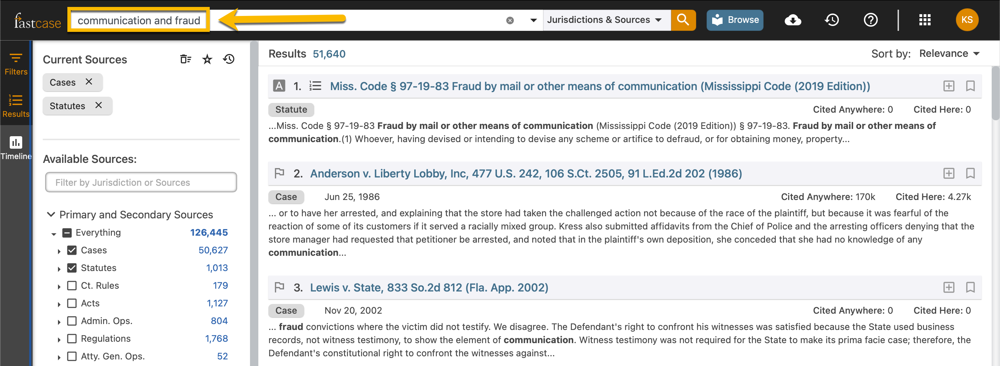 fastcase
communication and fraud
Jurisdictions & Sources
Browse
KS
Filters
Results
Timeline
Current Sources
Cases
Statutes
Available Sources:
Filter by Jurisdiction or Sources
Primary and Secondary Sources
Everything 126,445
Cases 50,627
Statutes 1,013
Ct. Rules 179
Acts 1,127
Admin. Ops. 804
Regulations 1,768
Atty. Gen. Ops. 52
Results 51,640
Sort by: Relevance
A 1. Miss. Code § 97-19-83 Fraud by mail or other means of communication (Mississippi Code (2019 Edition))
Statute Cited Anywhere: 0 Cited Here: 0
...Miss. Code § 97-19-83 Fraud by mail or other means of communication (Mississippi Code (2019 Edition)) § 97-19-83. Fraud by mail or other means of
communication.(1) Whoever, having devised or intending to devise any scheme or artifice to defraud, or for obtaining money, property...
2. Anderson v. Liberty Lobby, Inc, 477 U.S. 242, 106 S.Ct. 2505, 91 L.Ed.2d 202 (1986)
Case Jun 25, 1986 Cited Anywhere: 170k Cited Here: 4.27k
... or to have her arrested, and explaining that the store had taken the challenged action not because of the race of the plaintiff, but because it was fearful of the
reaction of some of its customers if it served a racially mixed group. Kress also submitted affidavits from the Chief of Police and the arresting officers denying that the
store manager had requested that petitioner be arrested, and noted that in the plaintiff's own deposition, she conceded that she had no knowledge of any
communication...
3. Lewis v. State, 833 So.2d 812 (Fla. App. 2002)
Case Nov 20, 2002 Cited Anywhere: 0 Cited Here: 0
... fraud convictions where the victim did not testify. We disagree. The Defendant's right to confront his witnesses was satisfied because the State used business
records, not witness testimony, to show the element of communication. Witness testimony was not required for the State to make its prima facie case; therefore, the
Defendant's constitutional right to confront the witnesses against...